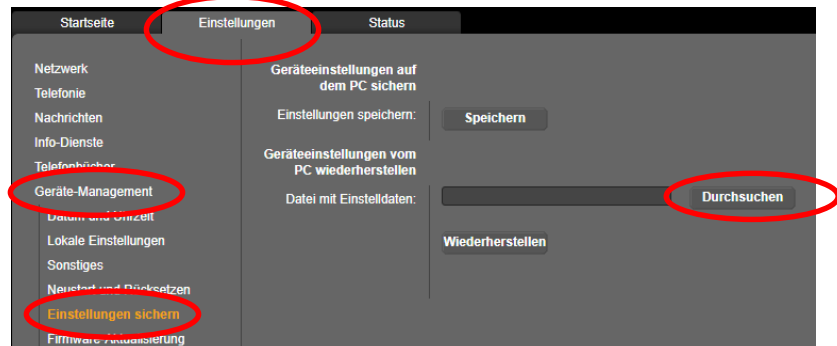 Startseite Einstellungen Status
Netzwerk
Telefonie
Nachrichten
Info-Dienste
Telefonbücher
Geräte-Management
Datum und Uhrzeit
Lokale Einstellungen
Sonstiges
Neustart und Rücksetzen
Einstellungen sichern
Firmware-Aktualisierung
Geräteeinstellungen auf
dem PC sichern
Einstellungen speichern: Speichern
Geräteeinstellungen vom
PC wiederherstellen
Datei mit Einstelldaten: Durchsuchen
Wiederherstellen